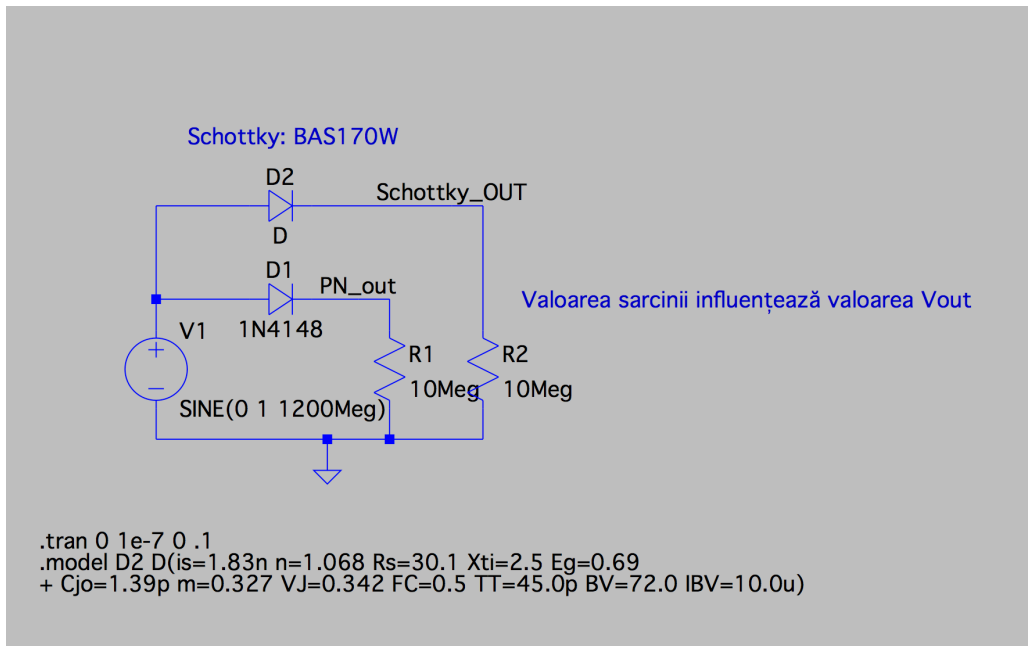 Schottky: BAS170W
D2
Schottky_OUT
D
D1
PN_out
Valoarea sarcinii influențează valoarea Vout
V1
1N4148
R1
R2
10Meg
10Meg
SINE(0 1 1200Meg)
.tran 0 1e-7 0 .1
.model D2 D(is=1.83n n=1.068 Rs=30.1 Xti=2.5 Eg=0.69
+ Cjo=1.39p m=0.327 VJ=0.342 FC=0.5 TT=45.0p BV=72.0 IBV=10.0u)